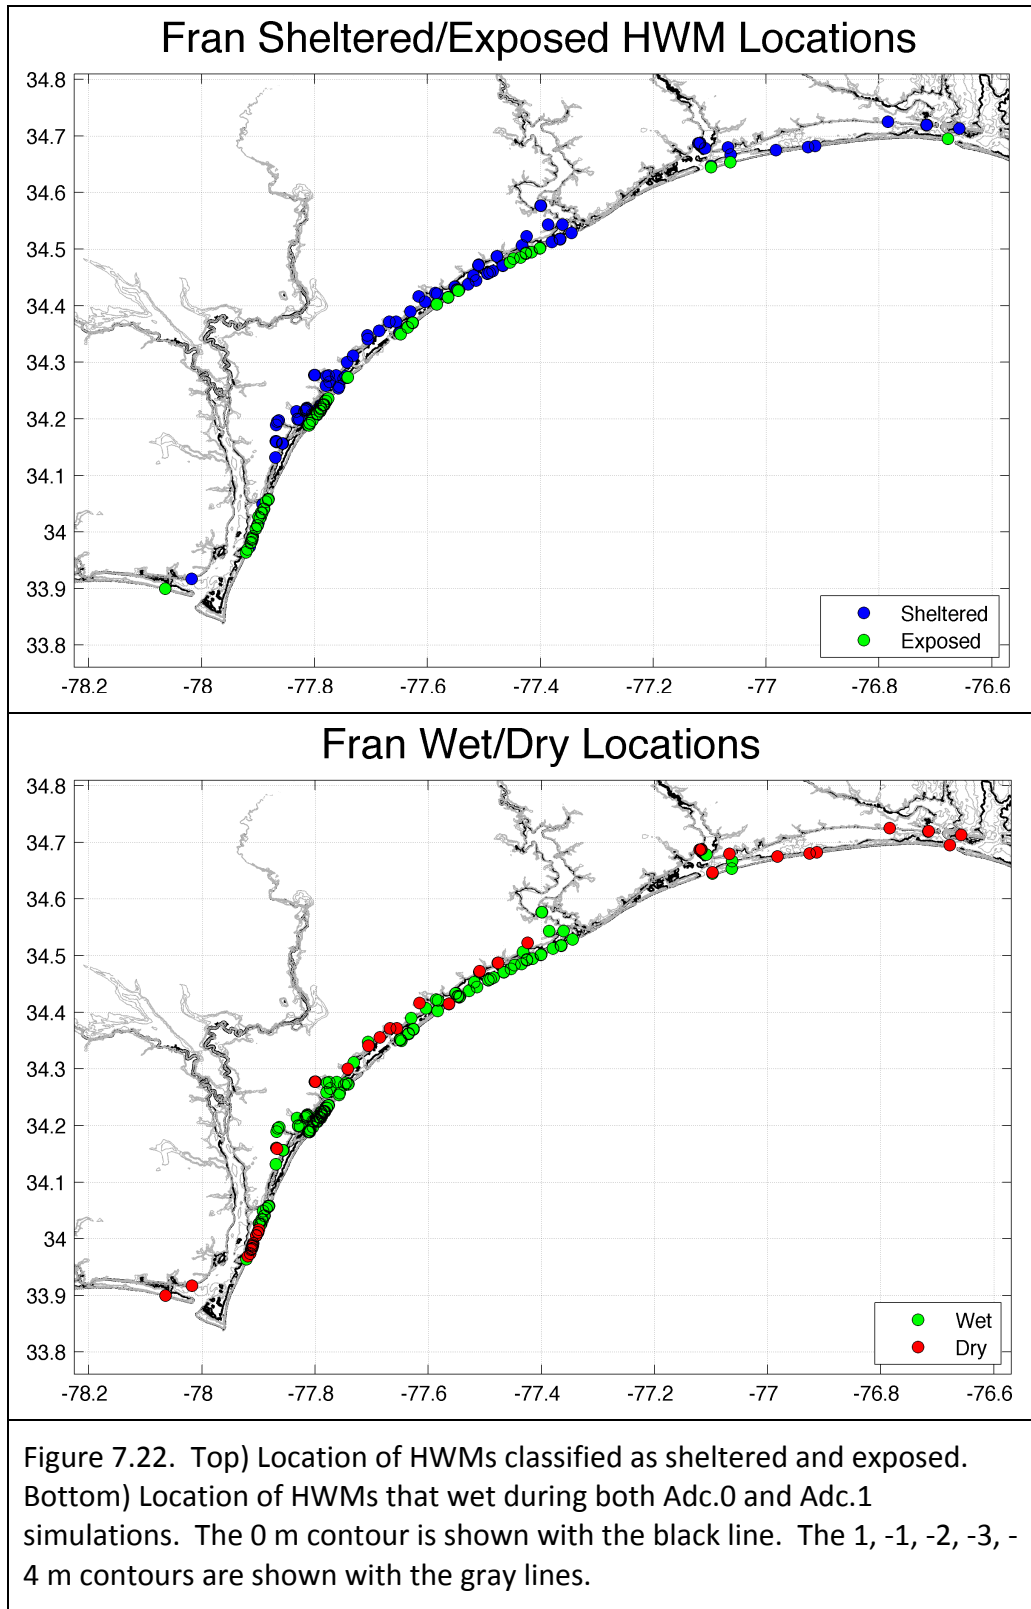 Fran Sheltered/Exposed HWM Locations
34.8
34.7
34.6
34.5
34.4
34.3
34.2
34.1
34
33.9
33.8
Sheltered
Exposed
-78.2 -78 -77.8 -77.6 -77.4 -77.2 -77 -76.8 -76.6
Fran Wet/Dry Locations
34.8
34.7
34.6
34.5
34.4
34.3
34.2
34.1
34
33.9
33.8
Wet
Dry
-78.2 -78 -77.8 -77.6 -77.4 -77.2 -77 -76.8 -76.6
Figure 7.22. Top) Location of HWMs classified as sheltered and exposed.
Bottom) Location of HWMs that wet during both Adc.0 and Adc.1
simulations. The 0 m contour is shown with the black line. The 1, -1, -2, -3, -
4 m contours are shown with the gray lines.